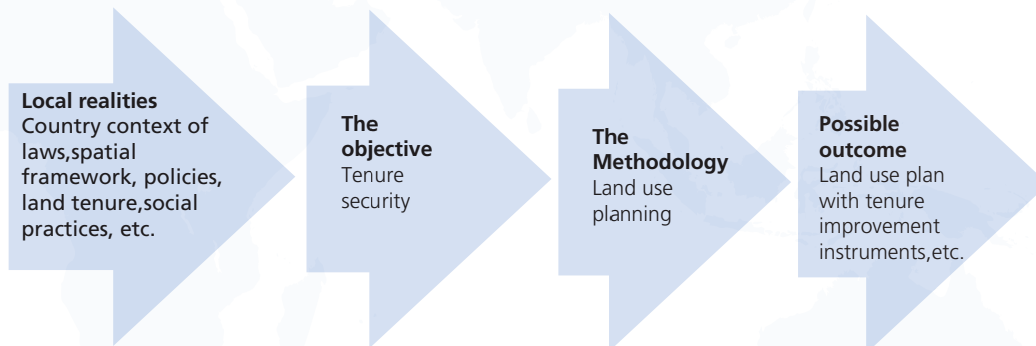 Local realities
Country context of
laws,spatial
framework, policies,
land tenure,social
practices, etc.
The
objective
Tenure
security
The
Methodology
Land use
planning
Possible
outcome
Land use plan
with tenure
improvement
instruments,etc.